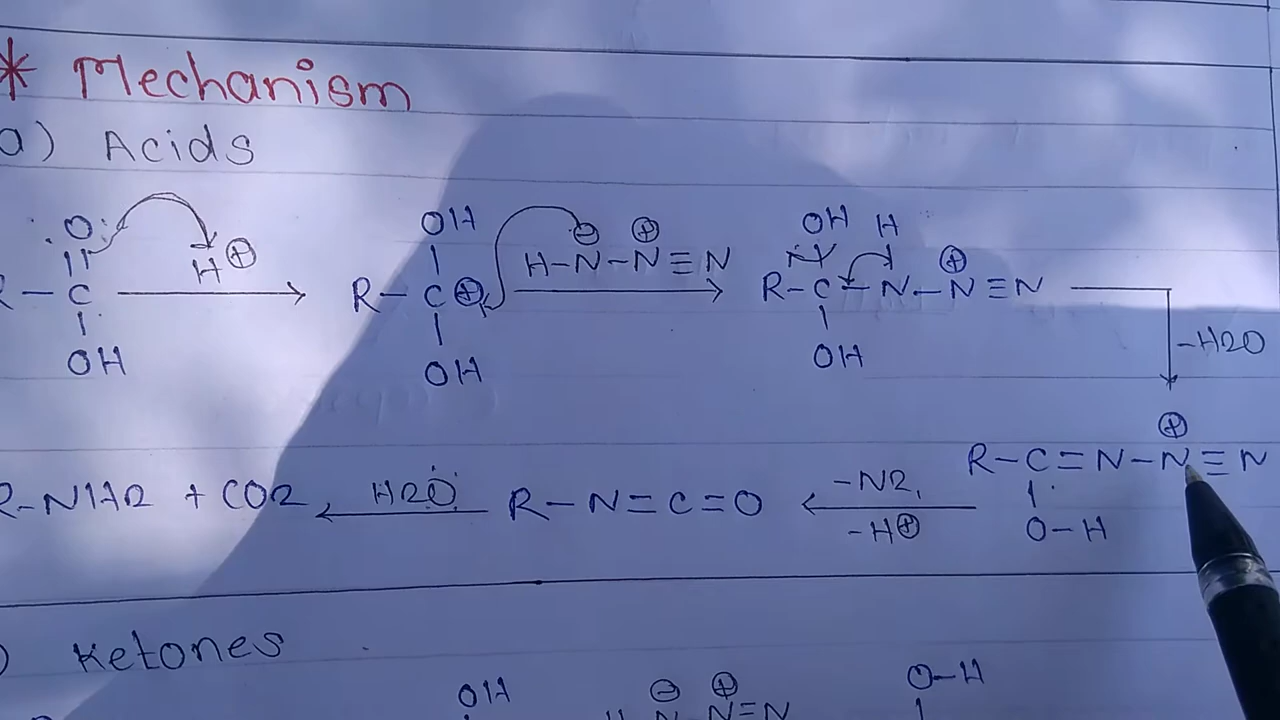 * Mechanism
a) Acids
:O: H⊕ OH H-N⊖-N⊕≡N OH H
R-C → R-C⊕ → R-C-N-N⊕≡N
OH OH OH -H2O
R-C=N-N⊕≡N
R-NH2 + CO2 ← H2O R-N=C=O ← -N2, -H⊕
O-H
) Ketones
OH ⊖ ⊕ O-H
N≡N